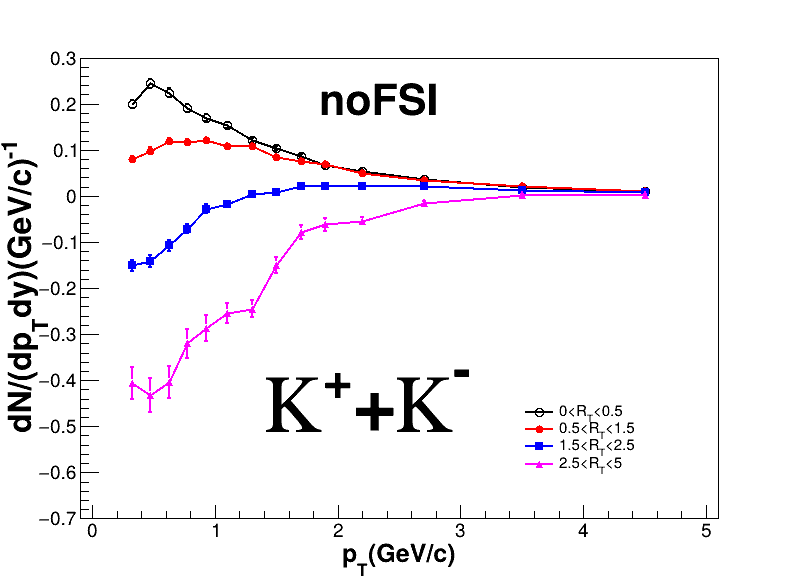 0.3
noFSI
0.2
0.1
0
−0.1
−0.2
−0.3
−0.4
−0.5
−0.6
−0.7
dN/(dp_T dy)(GeV/c)^-1
K^+ + K^-
0<R_T<0.5
0.5<R_T<1.5
1.5<R_T<2.5
2.5<R_T<5
0 1 2 3 4 5
p_T(GeV/c)